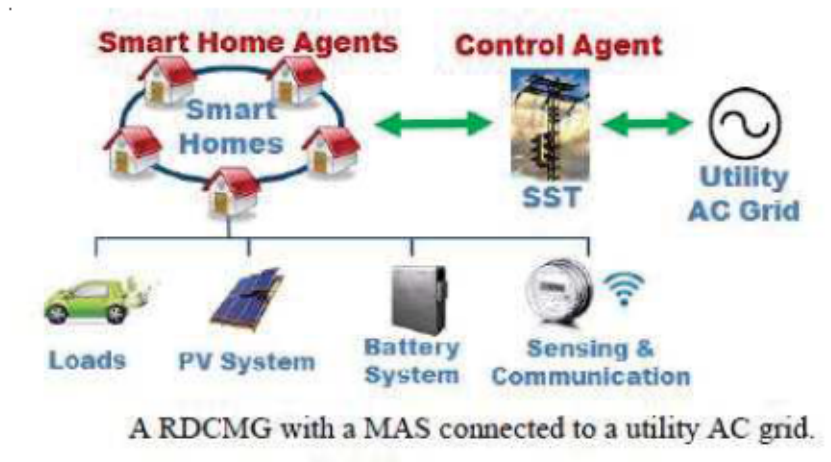 Smart Home Agents
Control Agent
Smart
Homes
SST
Utility
AC Grid
Loads
PV System
Battery
System
Sensing &
Communication
A RDCMG with a MAS connected to a utility AC grid.